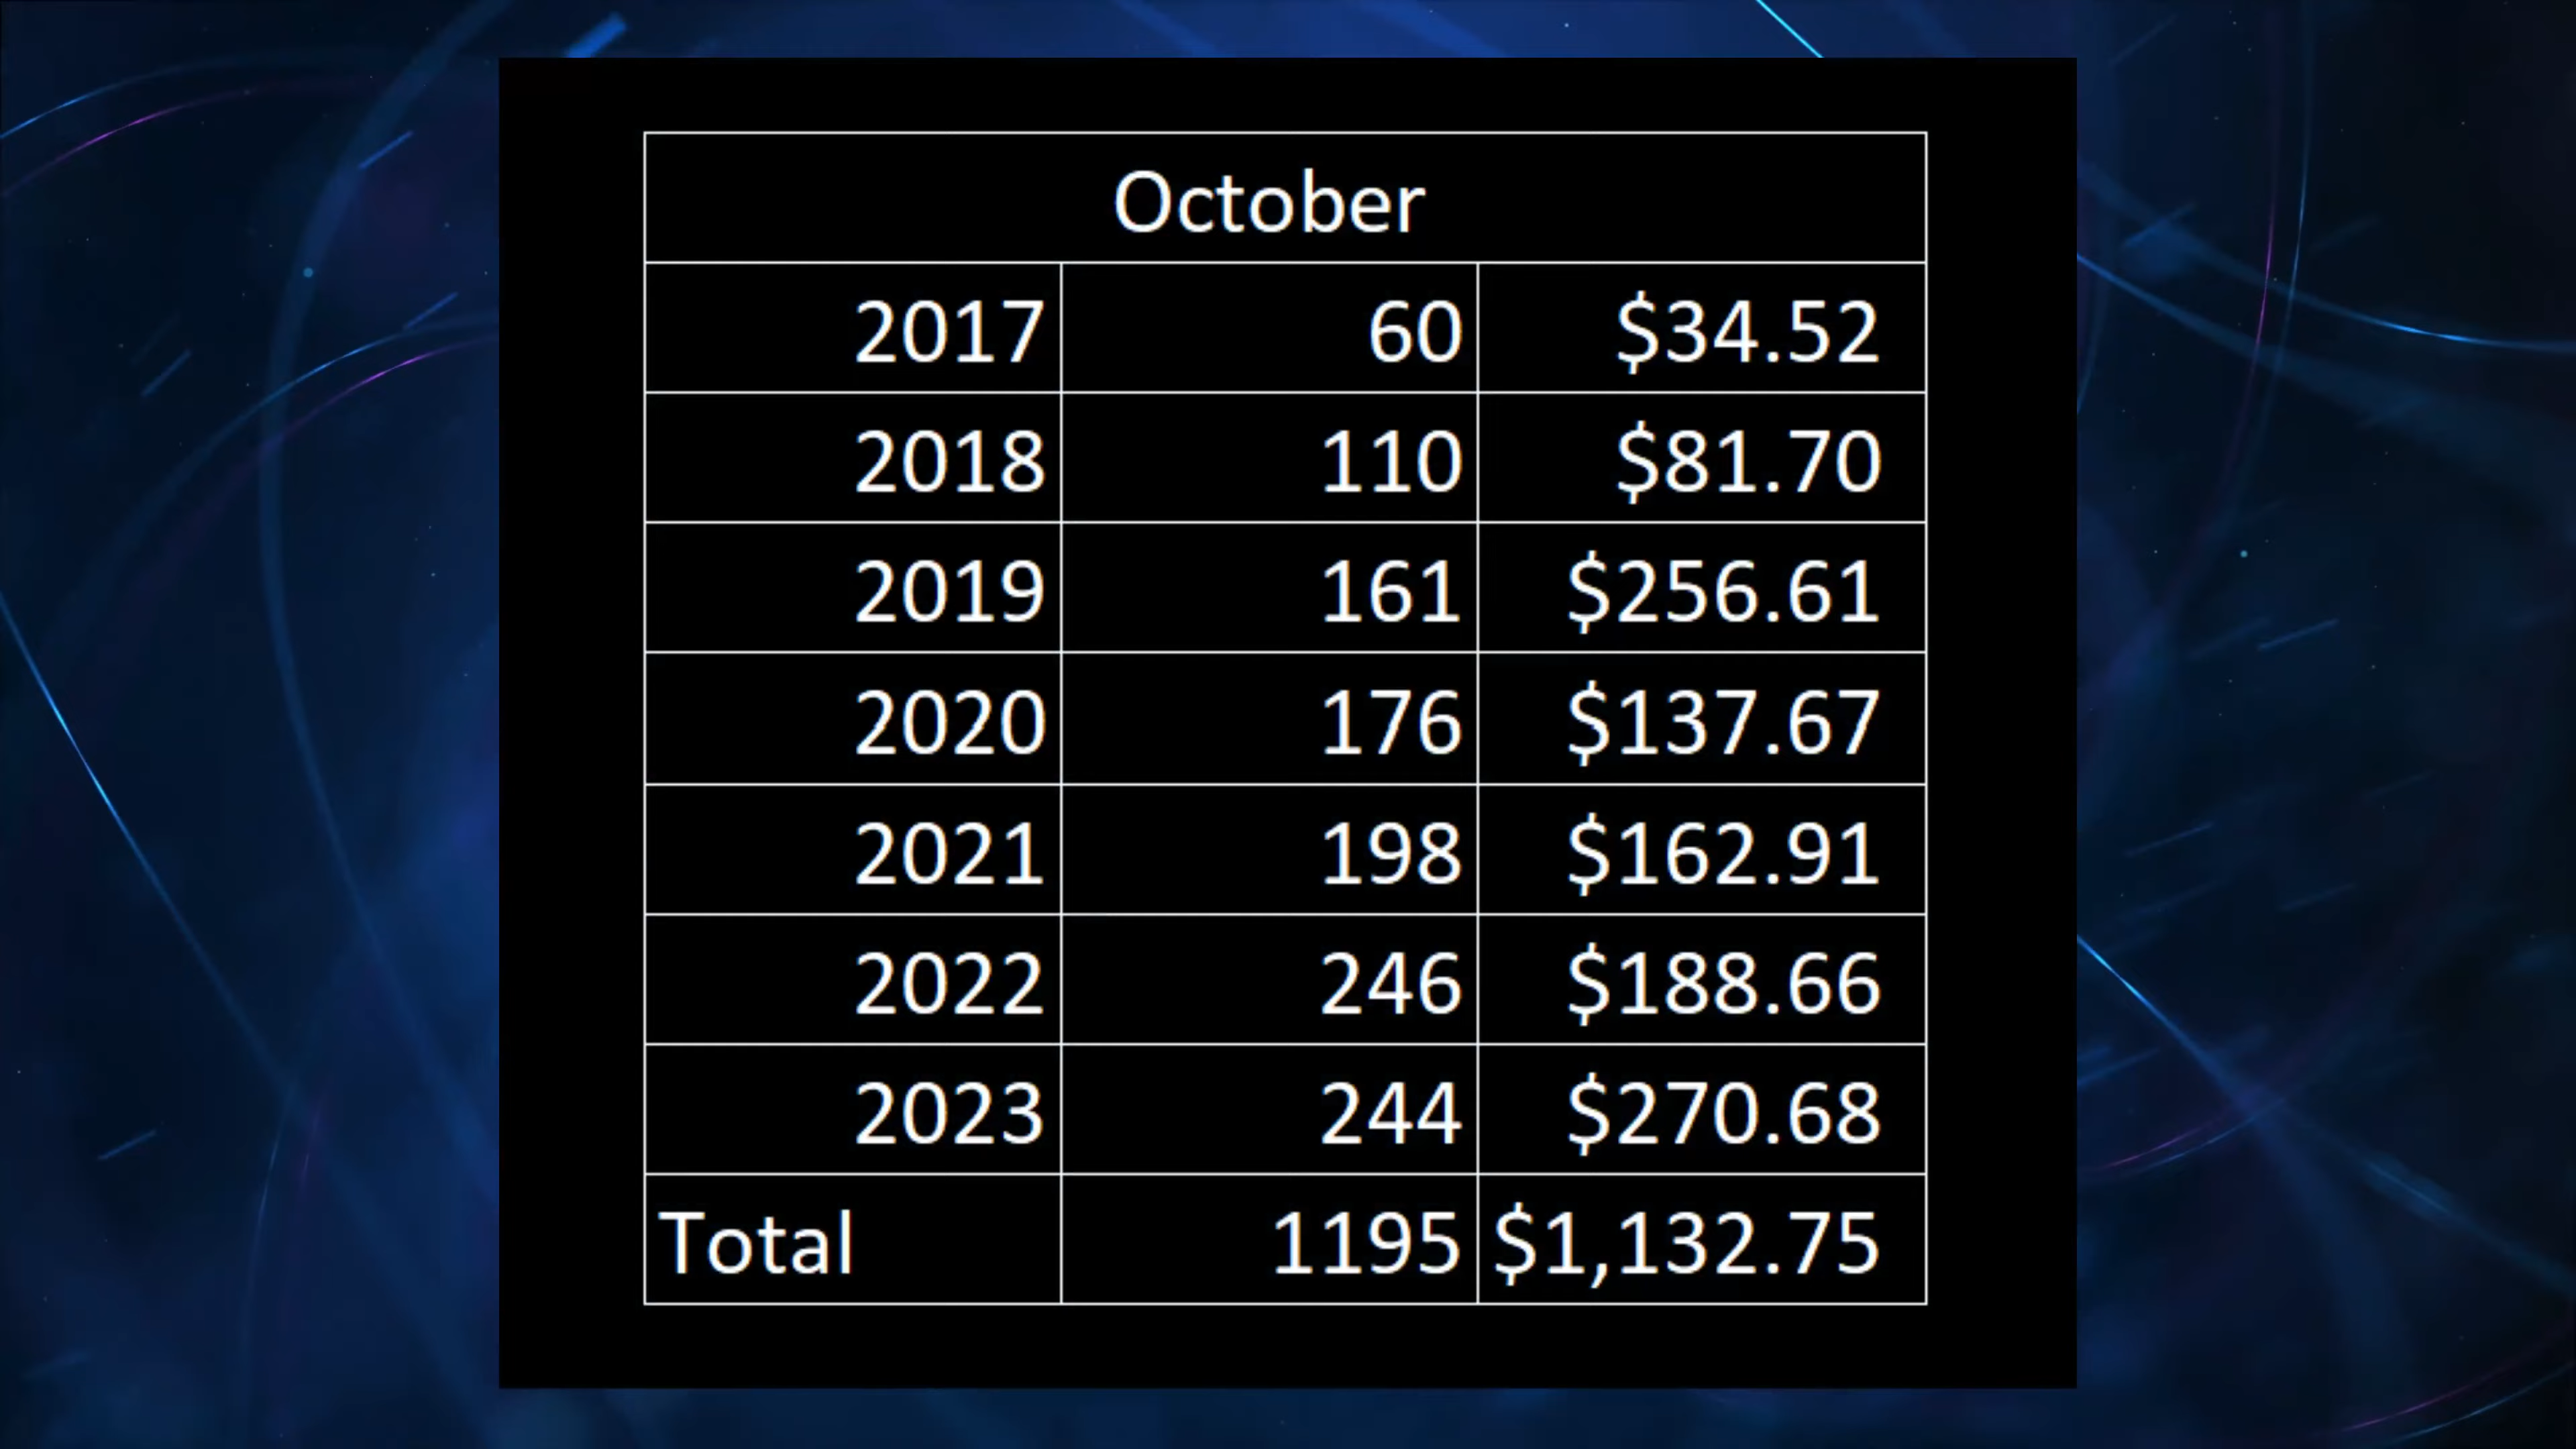 October
2017 60 $34.52
2018 110 $81.70
2019 161 $256.61
2020 176 $137.67
2021 198 $162.91
2022 246 $188.66
2023 244 $270.68
Total 1195 $1,132.75